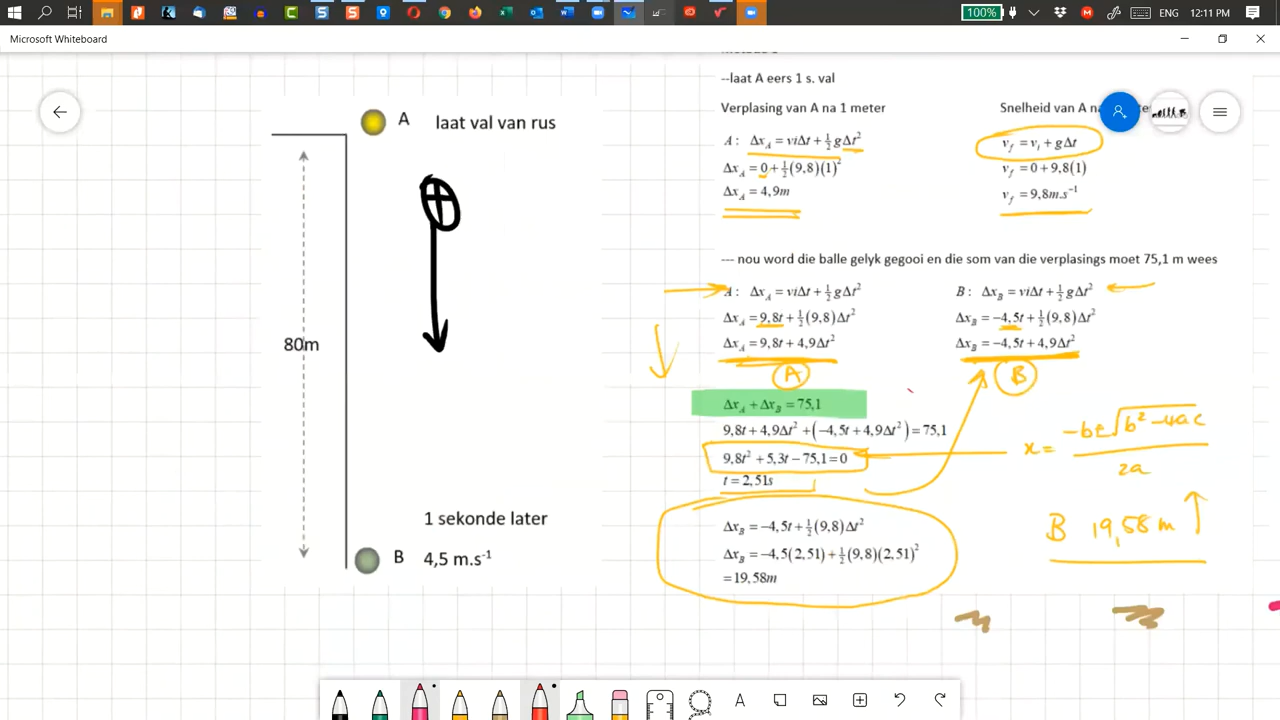 100%
ENG
12:11 PM
Microsoft Whiteboard
A laat val van rus
80m
1 sekonde later
B 4,5 m.s⁻¹
--laat A eers 1 s. val
Verplasing van A na 1 meter
A : Δx_A = viΔt + ½gΔt²
Δx_A = 0 + ½(9,8)(1)²
Δx_A = 4,9m
Snelheid van A na
v_f = v_i + gΔt
v_f = 0 + 9,8(1)
v_f = 9,8m.s⁻¹
--- nou word die balle gelyk gegooi en die som van die verplasings moet 75,1 m wees
A : Δx_A = viΔt + ½gΔt²
Δx_A = 9,8t + ½(9,8)Δt²
Δx_A = 9,8t + 4,9Δt²
A
B : Δx_B = viΔt + ½gΔt²
Δx_B = −4,5t + ½(9,8)Δt²
Δx_B = −4,5t + 4,9Δt²
B
Δx_A + Δx_B = 75,1
9,8t + 4,9Δt² + (−4,5t + 4,9Δt²) = 75,1
9,8t² + 5,3t − 75,1 = 0
t = 2,51s
x = −b±√b² −4ac
2a
Δx_B = −4,5t + ½(9,8)Δt²
Δx_B = −4,5(2,51) + ½(9,8)(2,51)²
= 19,58m
B 19,58 m